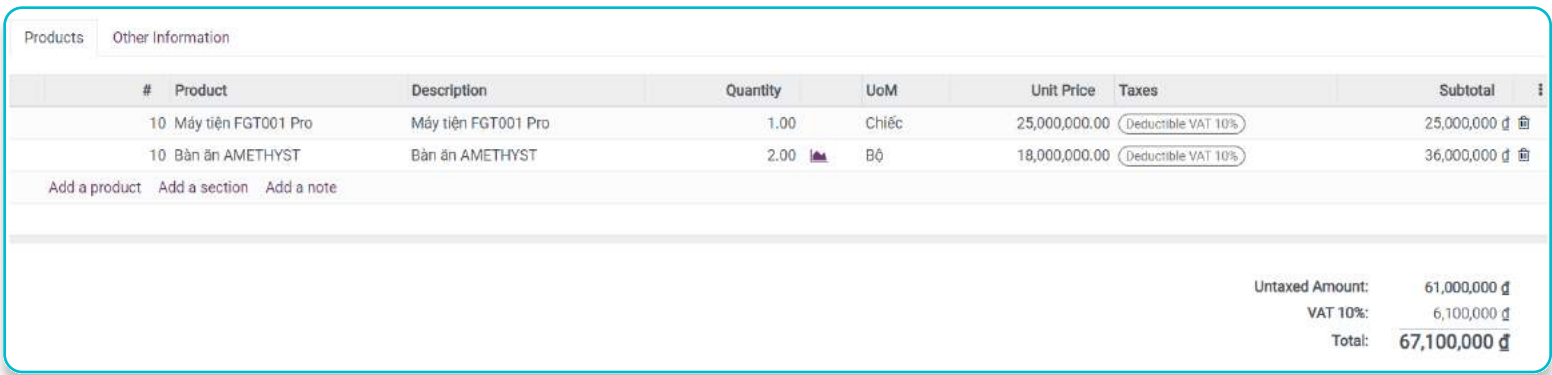 Products Other Information
# Product Description Quantity UoM Unit Price Taxes Subtotal
10 Máy tiện FGT001 Pro Máy tiện FGT001 Pro 1.00 Chiếc 25,000,000.00 Deductible VAT 10% 25,000,000 ₫
10 Bàn ăn AMETHYST Bàn ăn AMETHYST 2.00 Bộ 18,000,000.00 Deductible VAT 10% 36,000,000 ₫
Add a product Add a section Add a note
Untaxed Amount: 61,000,000 ₫
VAT 10%: 6,100,000 ₫
Total: 67,100,000 ₫